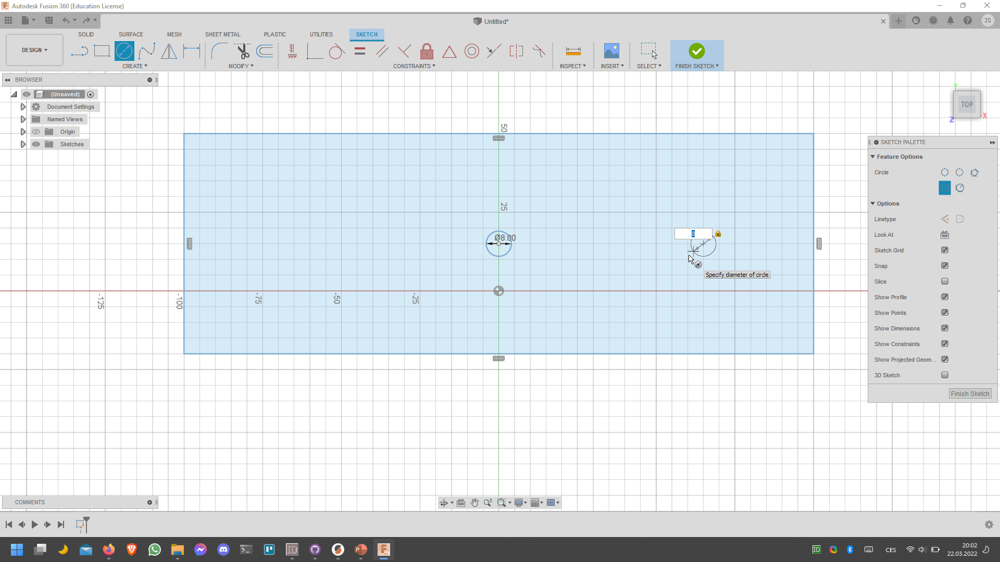 Autodesk Fusion 360 (Education License)
Untitled*
JS
DESIGN
SOLID
SURFACE
MESH
SHEET METAL
PLASTIC
UTILITIES
SKETCH
CREATE
MODIFY
CONSTRAINTS
INSPECT
INSERT
SELECT
FINISH SKETCH
BROWSER
(Unsaved)
Document Settings
Named Views
Origin
Sketches
Y
TOP
X
Z
50
25
Ø8.00
8
Specify diameter of circle
-125
-100
-75
-50
-25
SKETCH PALETTE
Feature Options
Circle
Options
Linetype
Look At
Sketch Grid
Snap
Slice
Show Profile
Show Points
Show Dimensions
Show Constraints
Show Projected Geom...
3D Sketch
Finish Sketch
COMMENTS
ID
P
F
ID
CES
20:02
22.03.2022